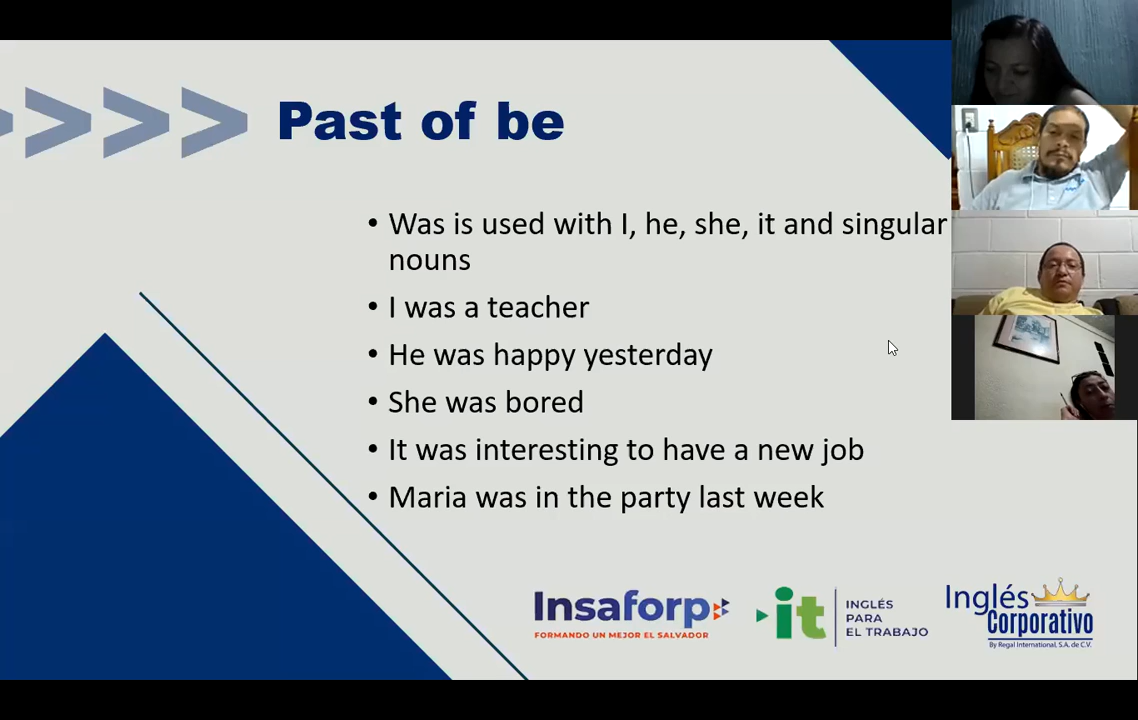 Past of be
• Was is used with I, he, she, it and singular
nouns
• I was a teacher
• He was happy yesterday
• She was bored
• It was interesting to have a new job
• Maria was in the party last week
Insaforp
FORMANDO UN MEJOR EL SALVADOR
it
INGLÉS
PARA
EL TRABAJO
Inglés
Corporativo
By Regal International, S.A. de C.V.